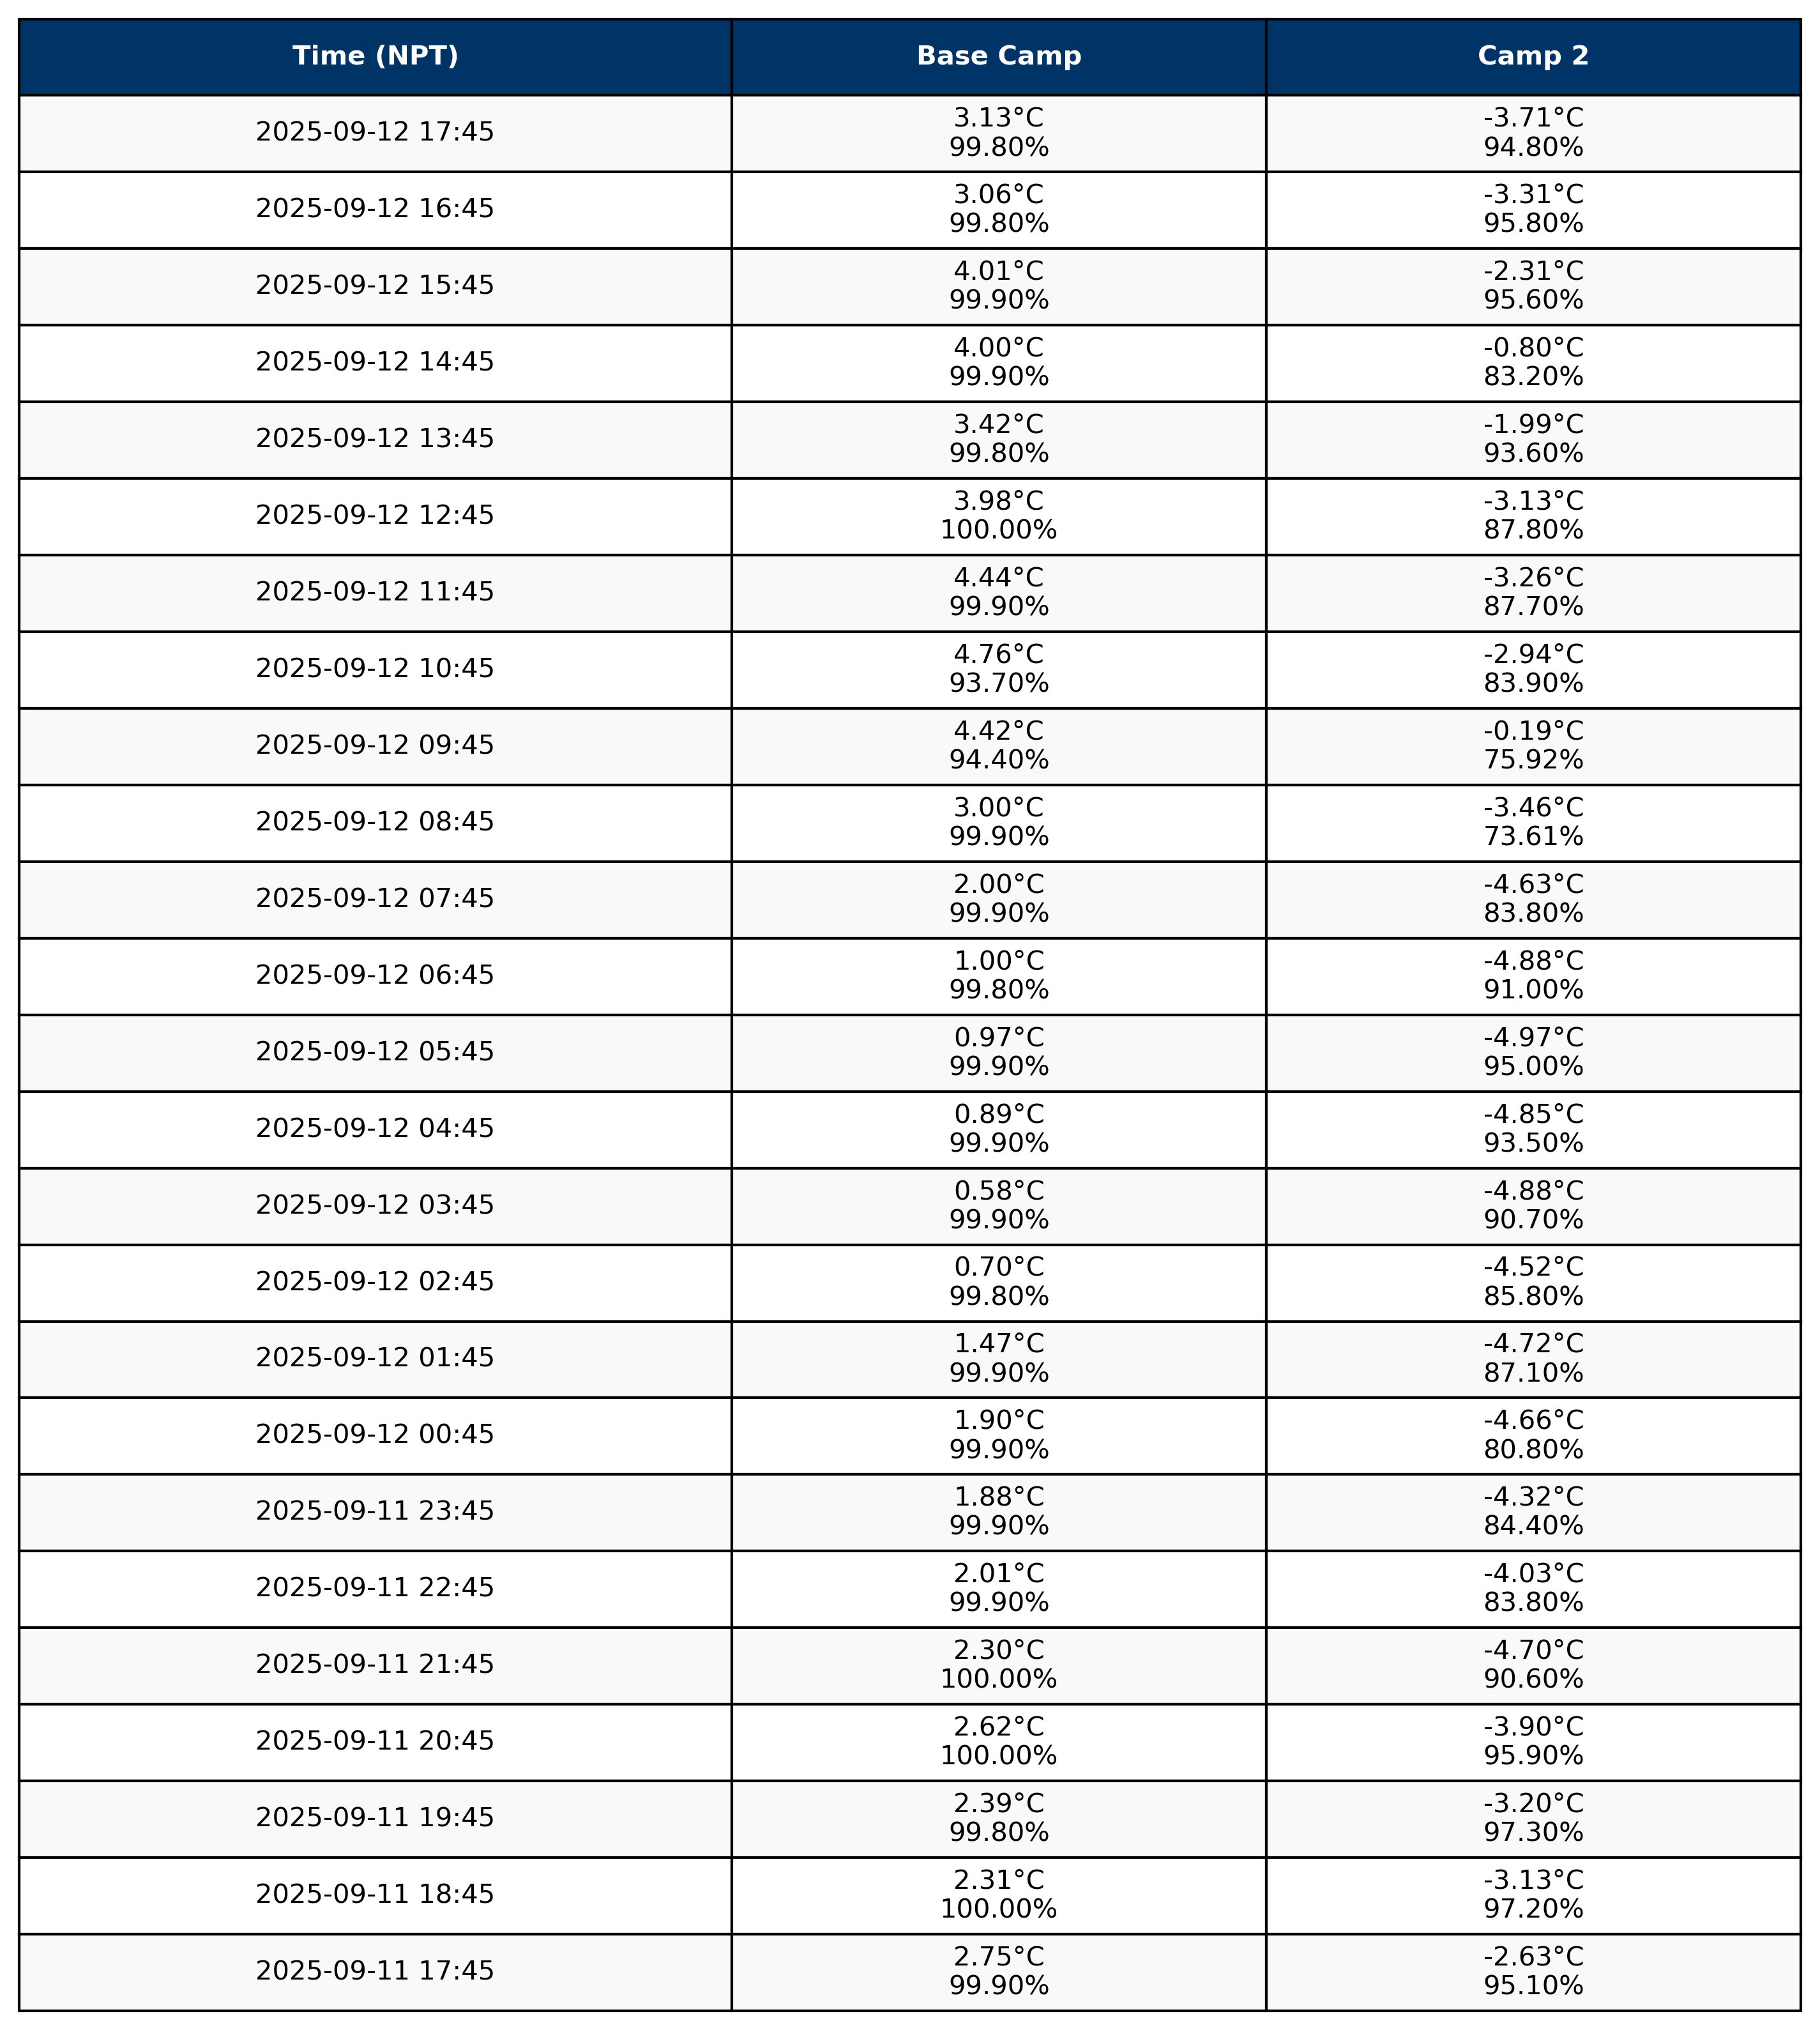 Time (NPT) Base Camp Camp 2
2025-09-12 17:45 3.13°C 99.80% -3.71°C 94.80%
2025-09-12 16:45 3.06°C 99.80% -3.31°C 95.80%
2025-09-12 15:45 4.01°C 99.90% -2.31°C 95.60%
2025-09-12 14:45 4.00°C 99.90% -0.80°C 83.20%
2025-09-12 13:45 3.42°C 99.80% -1.99°C 93.60%
2025-09-12 12:45 3.98°C 100.00% -3.13°C 87.80%
2025-09-12 11:45 4.44°C 99.90% -3.26°C 87.70%
2025-09-12 10:45 4.76°C 93.70% -2.94°C 83.90%
2025-09-12 09:45 4.42°C 94.40% -0.19°C 75.92%
2025-09-12 08:45 3.00°C 99.90% -3.46°C 73.61%
2025-09-12 07:45 2.00°C 99.90% -4.63°C 83.80%
2025-09-12 06:45 1.00°C 99.80% -4.88°C 91.00%
2025-09-12 05:45 0.97°C 99.90% -4.97°C 95.00%
2025-09-12 04:45 0.89°C 99.90% -4.85°C 93.50%
2025-09-12 03:45 0.58°C 99.90% -4.88°C 90.70%
2025-09-12 02:45 0.70°C 99.80% -4.52°C 85.80%
2025-09-12 01:45 1.47°C 99.90% -4.72°C 87.10%
2025-09-12 00:45 1.90°C 99.90% -4.66°C 80.80%
2025-09-11 23:45 1.88°C 99.90% -4.32°C 84.40%
2025-09-11 22:45 2.01°C 99.90% -4.03°C 83.80%
2025-09-11 21:45 2.30°C 100.00% -4.70°C 90.60%
2025-09-11 20:45 2.62°C 100.00% -3.90°C 95.90%
2025-09-11 19:45 2.39°C 99.80% -3.20°C 97.30%
2025-09-11 18:45 2.31°C 100.00% -3.13°C 97.20%
2025-09-11 17:45 2.75°C 99.90% -2.63°C 95.10%